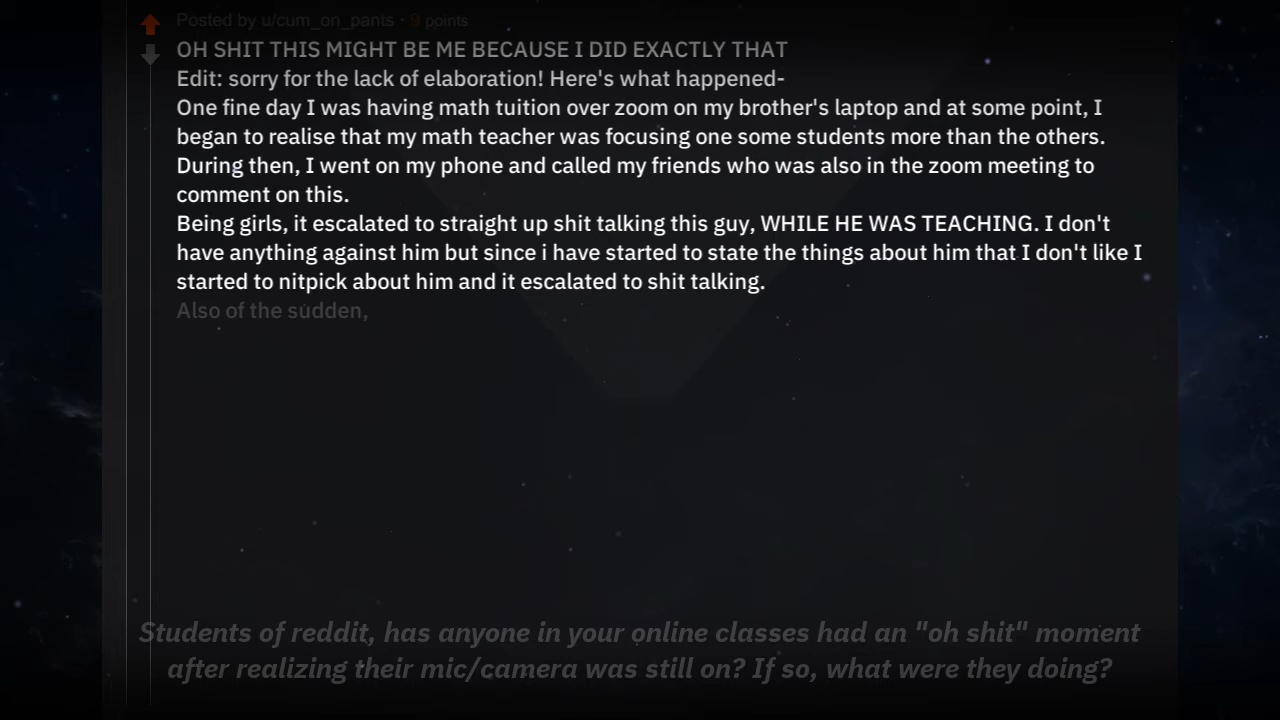 Posted by u/cum_on_pants · 9 points
OH SHIT THIS MIGHT BE ME BECAUSE I DID EXACTLY THAT
Edit: sorry for the lack of elaboration! Here's what happened-
One fine day I was having math tuition over zoom on my brother's laptop and at some point, I
began to realise that my math teacher was focusing one some students more than the others.
During then, I went on my phone and called my friends who was also in the zoom meeting to
comment on this.
Being girls, it escalated to straight up shit talking this guy, WHILE HE WAS TEACHING. I don't
have anything against him but since i have started to state the things about him that I don't like I
started to nitpick about him and it escalated to shit talking.
Also of the sudden,
Students of reddit, has anyone in your online classes had an "oh shit" moment
after realizing their mic/camera was still on? If so, what were they doing?